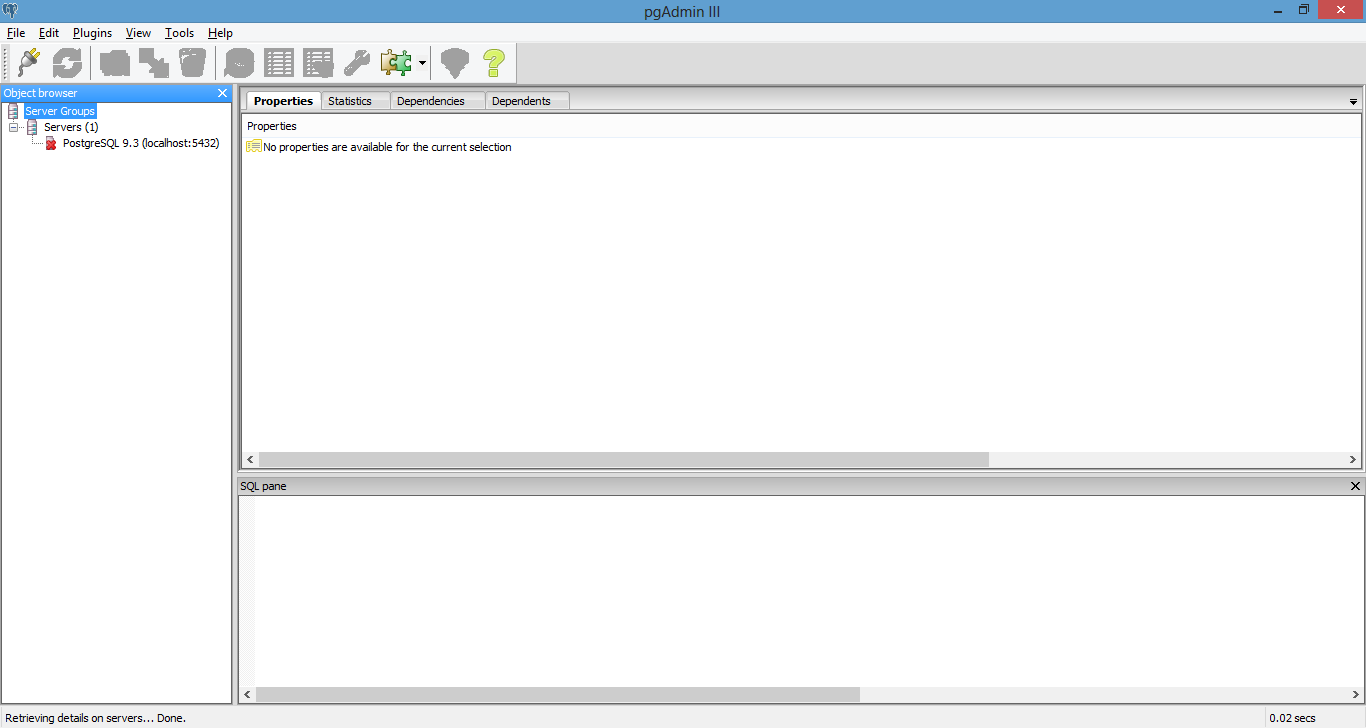 pgAdmin III
File Edit Plugins View Tools Help
Object browser
Server Groups
Servers (1)
PostgreSQL 9.3 (localhost:5432)
Properties Statistics Dependencies Dependents
Properties
No properties are available for the current selection
SQL pane
Retrieving details on servers... Done.
0.02 secs